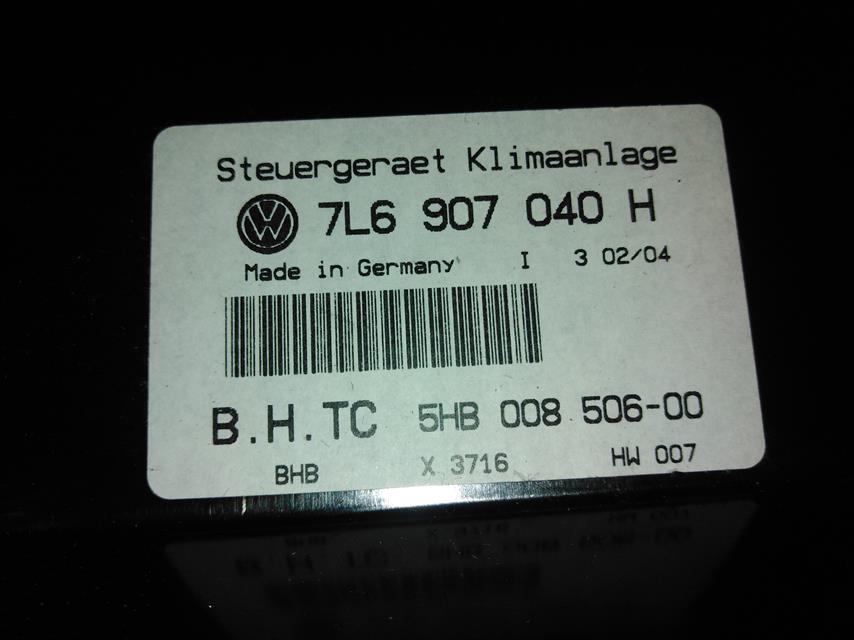 Steuergeraet Klimaanlage
7L6 907 040 H
Made in Germany I 3 02/04
B.H.TC 5HB 008 506-00
BHB X 3716 HW 007